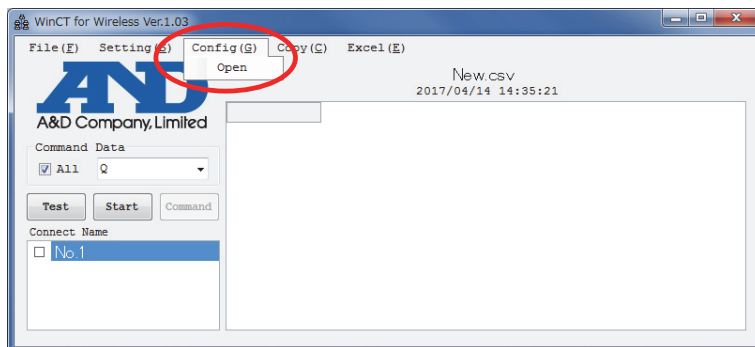 WinCT for Wireless Ver.1.03
File(F) Setting(S) Config(G) Copy(C) Excel(E)
Open
New.csv
2017/04/14 14:35:21
AND
A&D Company, Limited
Command Data
All Q
Test Start Command
Connect Name
No.1